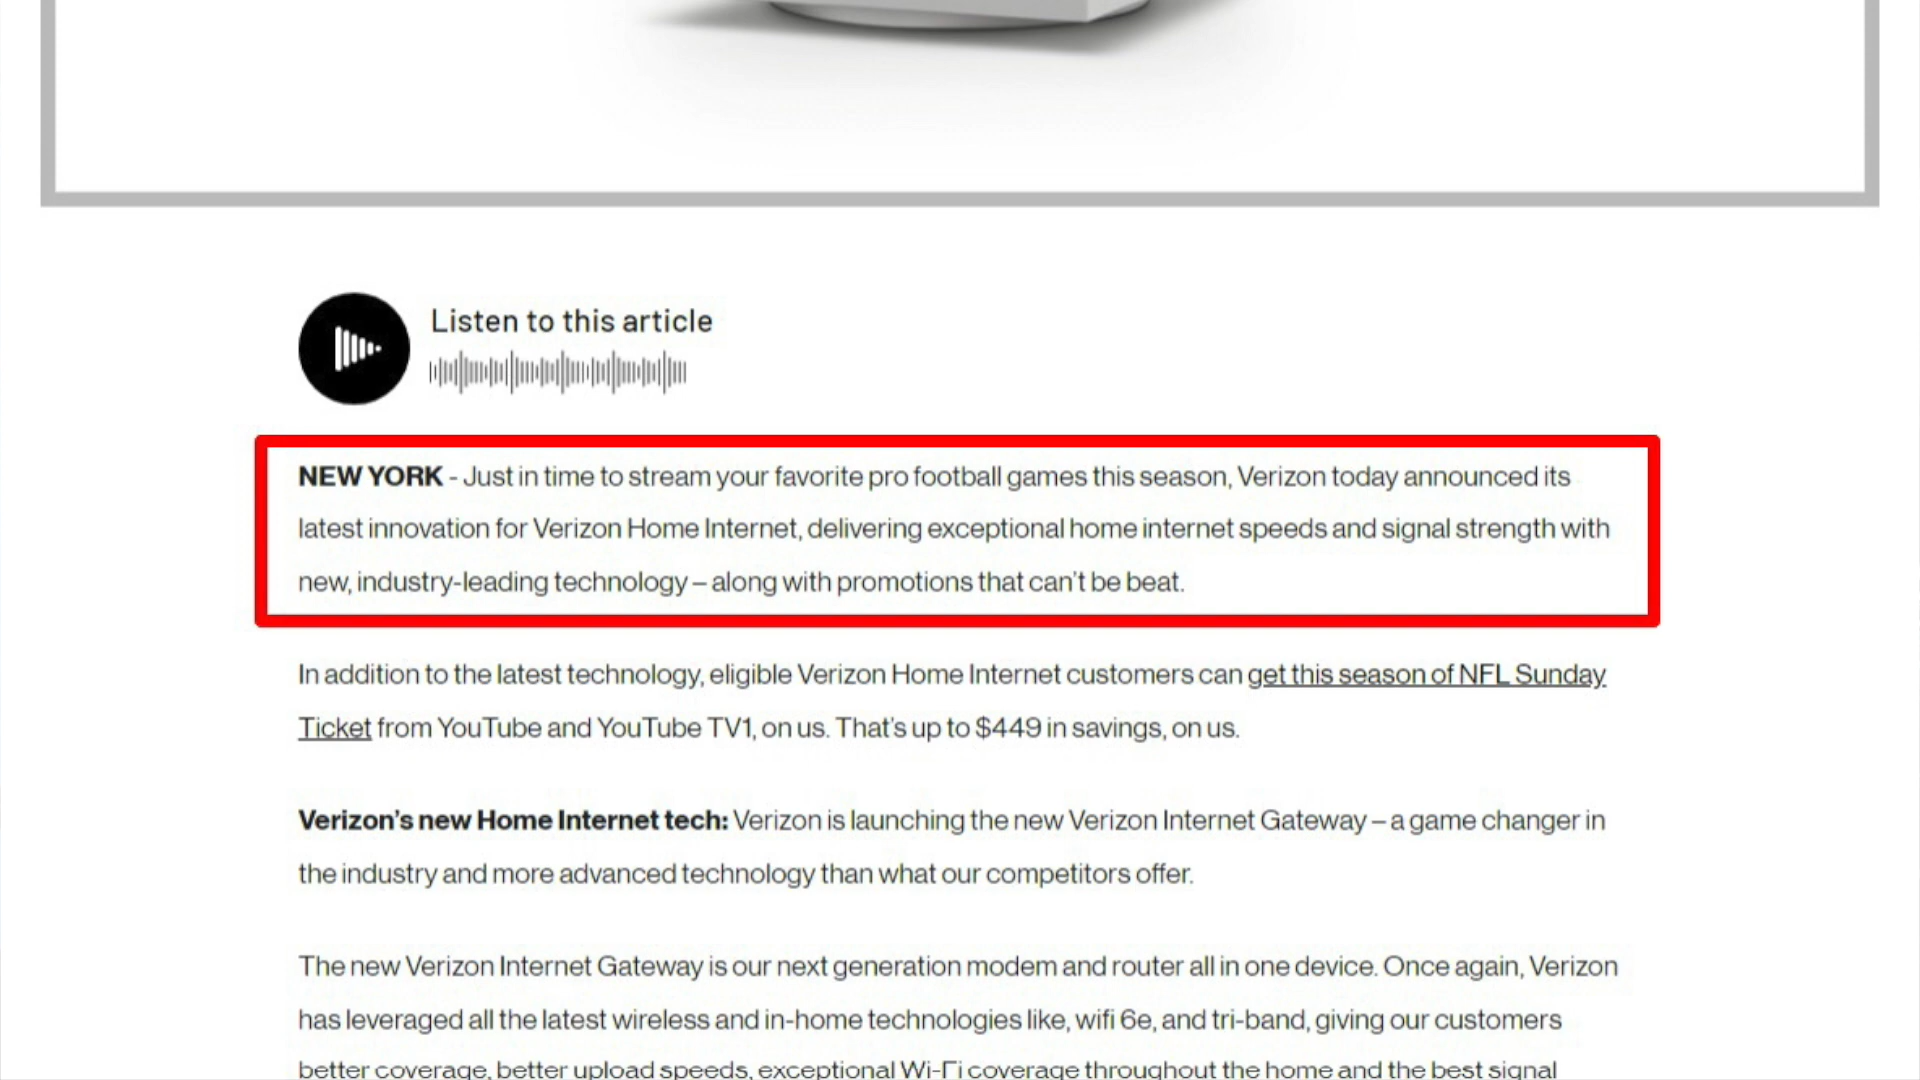 Listen to this article
NEW YORK - Just in time to stream your favorite pro football games this season, Verizon today announced its
latest innovation for Verizon Home Internet, delivering exceptional home internet speeds and signal strength with
new, industry-leading technology – along with promotions that can't be beat.
In addition to the latest technology, eligible Verizon Home Internet customers can get this season of NFL Sunday
Ticket from YouTube and YouTube TV1, on us. That's up to $449 in savings, on us.
Verizon's new Home Internet tech: Verizon is launching the new Verizon Internet Gateway – a game changer in
the industry and more advanced technology than what our competitors offer.
The new Verizon Internet Gateway is our next generation modem and router all in one device. Once again, Verizon
has leveraged all the latest wireless and in-home technologies like, wifi 6e, and tri-band, giving our customers
better coverage, better upload speeds, exceptional Wi-Fi coverage throughout the home and the best signal